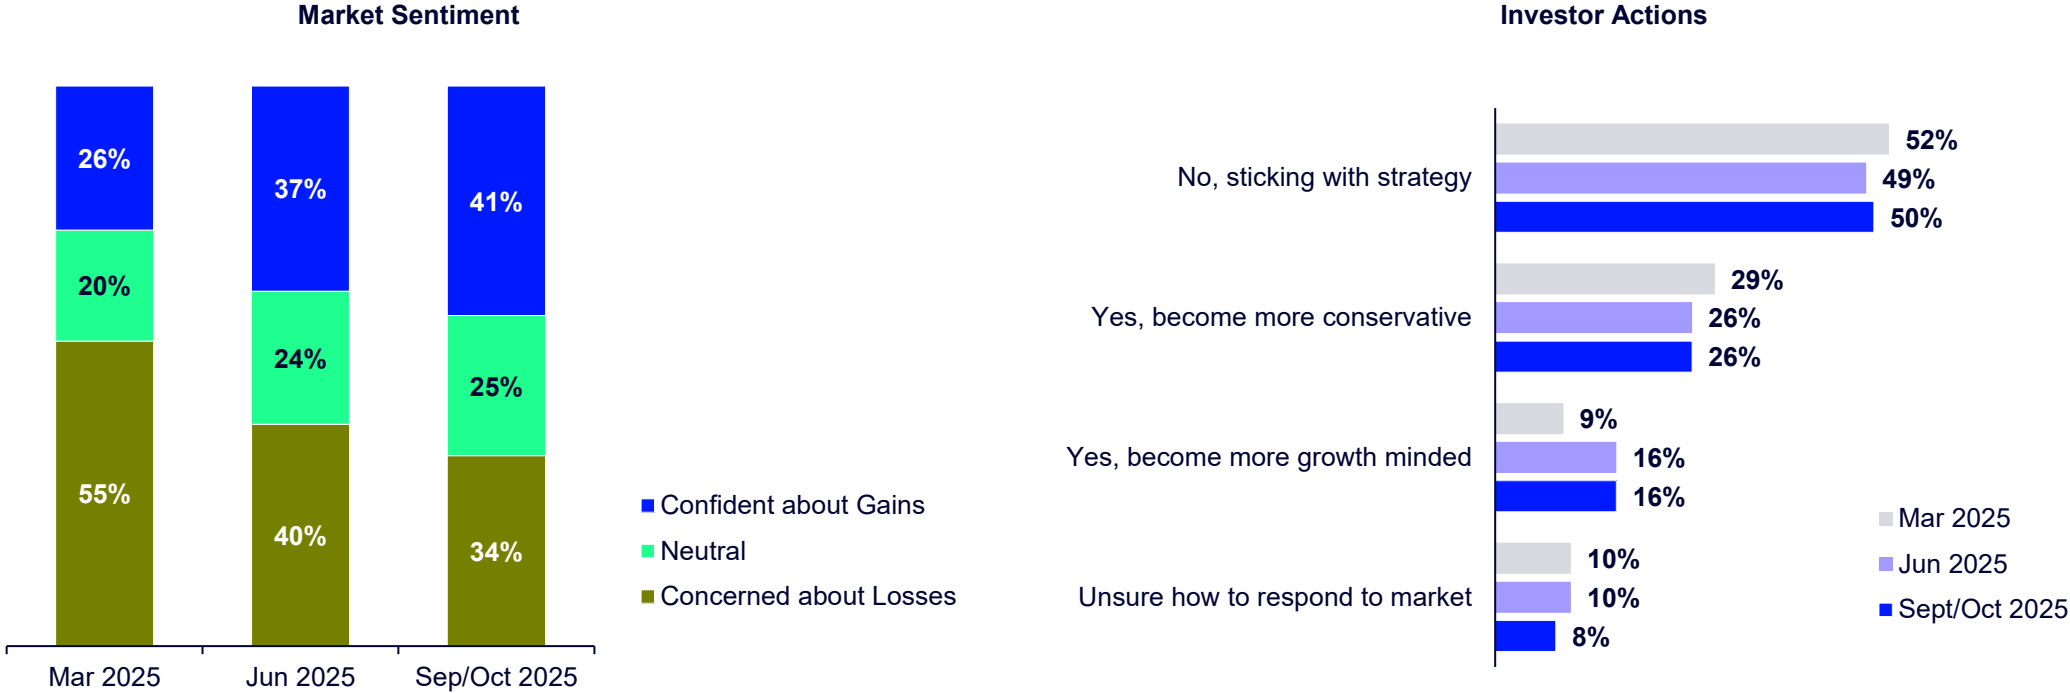 Market Sentiment
26%
20%
55%
37%
24%
40%
41%
25%
34%
Mar 2025
Jun 2025
Sep/Oct 2025
Confident about Gains
Neutral
Concerned about Losses
Investor Actions
No, sticking with strategy
52%
49%
50%
Yes, become more conservative
29%
26%
26%
Yes, become more growth minded
9%
16%
16%
Unsure how to respond to market
10%
10%
8%
Mar 2025
Jun 2025
Sept/Oct 2025